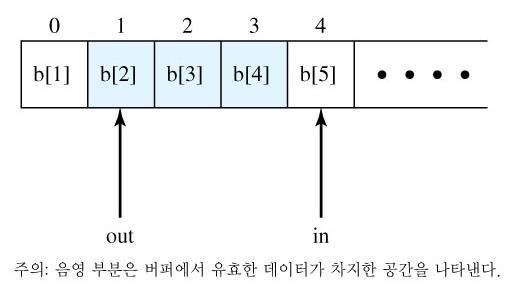 0 1 2 3 4
b[1] b[2] b[3] b[4] b[5] • • • •
out in
주의: 음영 부분은 버퍼에서 유효한 데이터가 차지한 공간을 나타낸다.